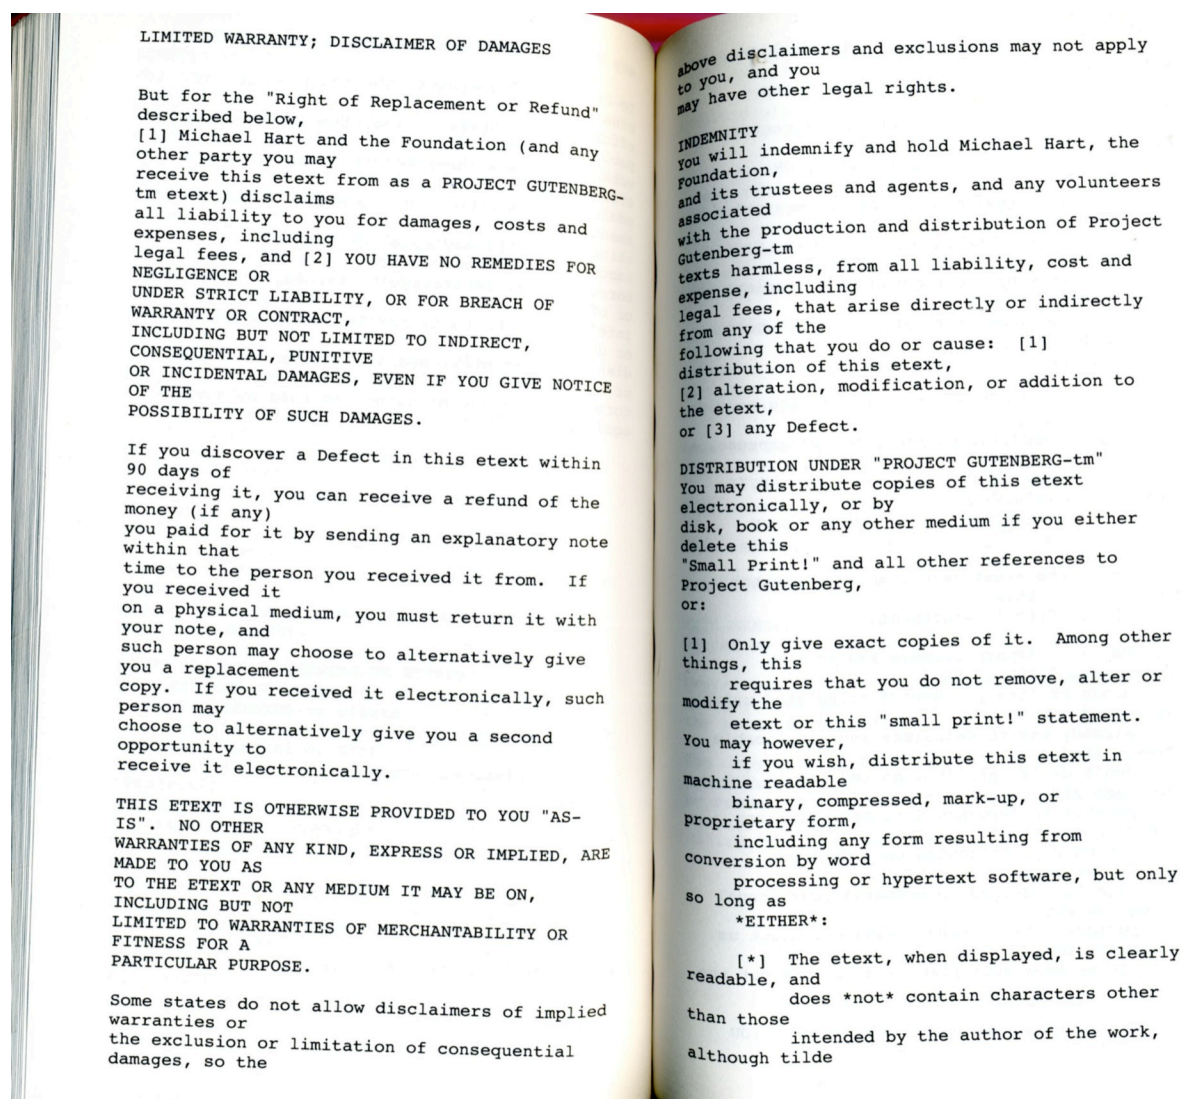 LIMITED WARRANTY; DISCLAIMER OF DAMAGES
But for the "Right of Replacement or Refund"
described below,
[1] Michael Hart and the Foundation (and any
other party you may
receive this etext from as a PROJECT GUTENBERG-
tm etext) disclaims
all liability to you for damages, costs and
expenses, including
legal fees, and [2] YOU HAVE NO REMEDIES FOR
NEGLIGENCE OR
UNDER STRICT LIABILITY, OR FOR BREACH OF
WARRANTY OR CONTRACT,
INCLUDING BUT NOT LIMITED TO INDIRECT,
CONSEQUENTIAL, PUNITIVE
OR INCIDENTAL DAMAGES, EVEN IF YOU GIVE NOTICE
OF THE
POSSIBILITY OF SUCH DAMAGES.
If you discover a Defect in this etext within
90 days of
receiving it, you can receive a refund of the
money (if any)
you paid for it by sending an explanatory note
within that
time to the person you received it from.  If
you received it
on a physical medium, you must return it with
your note, and
such person may choose to alternatively give
you a replacement
copy.  If you received it electronically, such
person may
choose to alternatively give you a second
opportunity to
receive it electronically.
THIS ETEXT IS OTHERWISE PROVIDED TO YOU "AS-
IS".  NO OTHER
WARRANTIES OF ANY KIND, EXPRESS OR IMPLIED, ARE
MADE TO YOU AS
TO THE ETEXT OR ANY MEDIUM IT MAY BE ON,
INCLUDING BUT NOT
LIMITED TO WARRANTIES OF MERCHANTABILITY OR
FITNESS FOR A
PARTICULAR PURPOSE.
Some states do not allow disclaimers of implied
warranties or
the exclusion or limitation of consequential
damages, so the
above disclaimers and exclusions may not apply
to you, and you
may have other legal rights.
INDEMNITY
You will indemnify and hold Michael Hart, the
Foundation,
and its trustees and agents, and any volunteers
associated
with the production and distribution of Project
Gutenberg-tm
texts harmless, from all liability, cost and
expense, including
legal fees, that arise directly or indirectly
from any of the
following that you do or cause:  [1]
distribution of this etext,
[2] alteration, modification, or addition to
the etext,
or [3] any Defect.
DISTRIBUTION UNDER "PROJECT GUTENBERG-tm"
You may distribute copies of this etext
electronically, or by
disk, book or any other medium if you either
delete this
"Small Print!" and all other references to
Project Gutenberg,
or:
[1]  Only give exact copies of it.  Among other
things, this
requires that you do not remove, alter or
modify the
etext or this "small print!" statement.
You may however,
if you wish, distribute this etext in
machine readable
binary, compressed, mark-up, or
proprietary form,
including any form resulting from
conversion by word
processing or hypertext software, but only
so long as
*EITHER*:
[*]  The etext, when displayed, is clearly
readable, and
does *not* contain characters other
than those
intended by the author of the work,
although tilde